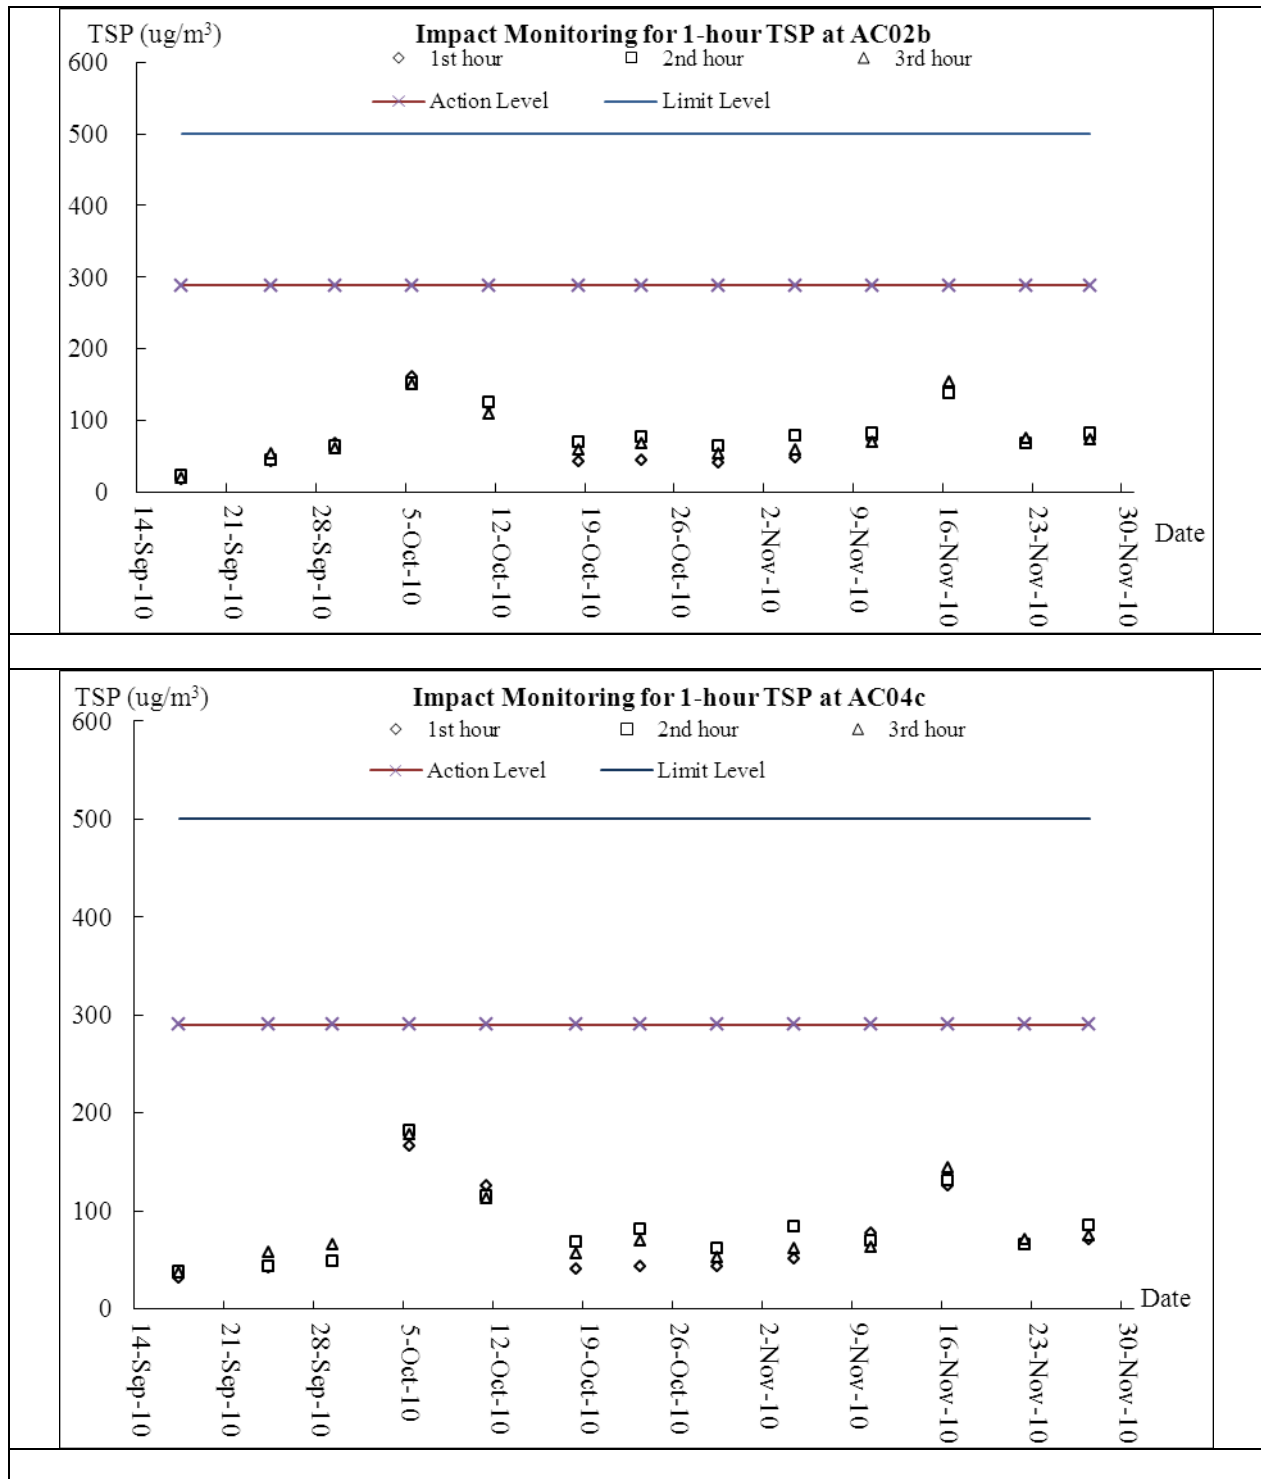 TSP (ug/m³)
Impact Monitoring for 1-hour TSP at AC02b
1st hour 2nd hour 3rd hour
Action Level Limit Level
600
500
400
300
200
100
0
14-Sep-10 21-Sep-10 28-Sep-10 5-Oct-10 12-Oct-10 19-Oct-10 26-Oct-10 2-Nov-10 9-Nov-10 16-Nov-10 23-Nov-10 30-Nov-10
Date
TSP (ug/m³)
Impact Monitoring for 1-hour TSP at AC04c
1st hour 2nd hour 3rd hour
Action Level Limit Level
600
500
400
300
200
100
0
14-Sep-10 21-Sep-10 28-Sep-10 5-Oct-10 12-Oct-10 19-Oct-10 26-Oct-10 2-Nov-10 9-Nov-10 16-Nov-10 23-Nov-10 30-Nov-10
Date